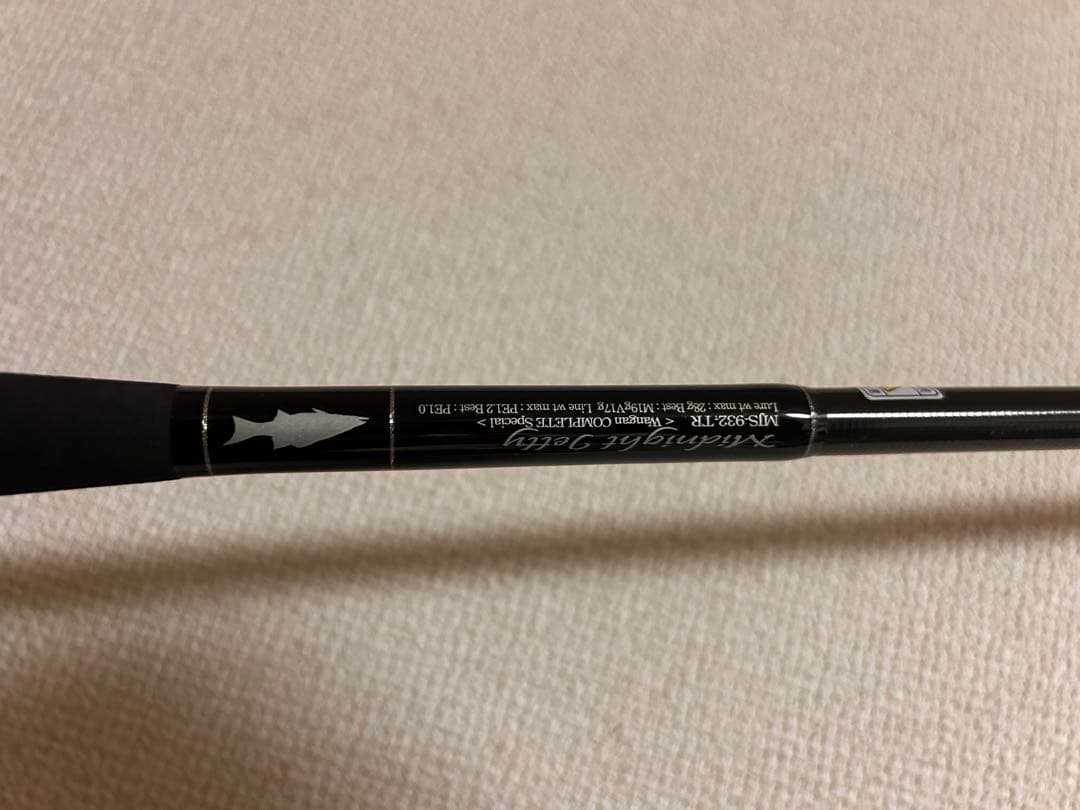 Midnight Jetty
MJS-932.TR < Wangan COMPLETE Special >
Lure wt max : 28g Best : M19gV17g Line wt max : PE1.2 Best : PE1.0